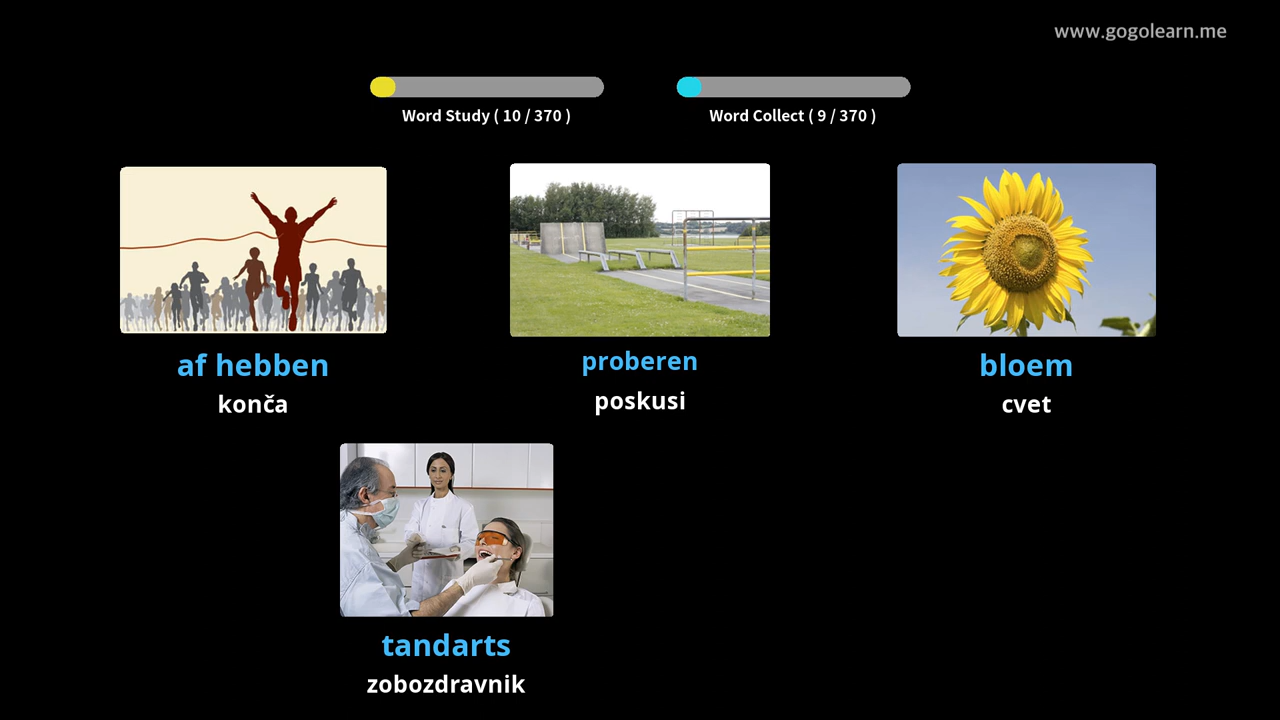 www.gogolearn.me
Word Study ( 10 / 370 )
Word Collect ( 9 / 370 )
af hebben
konča
proberen
poskusi
bloem
cvet
tandarts
zobozdravnik